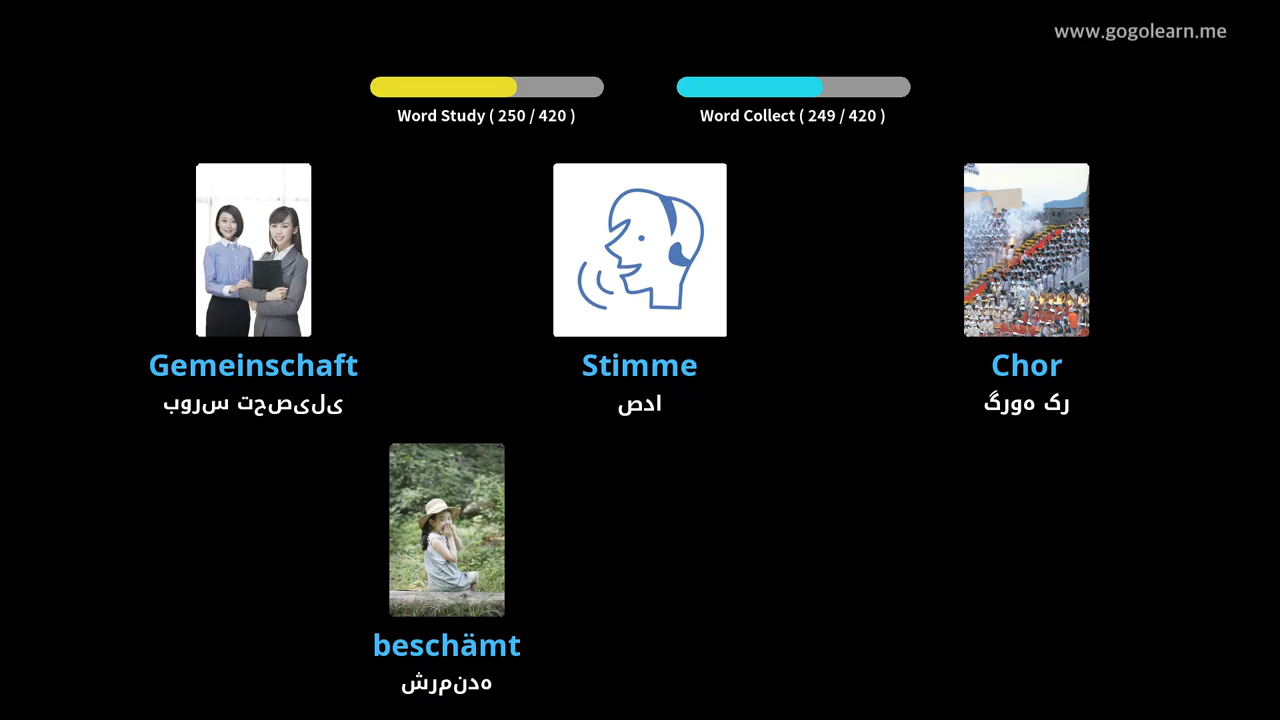 www.gogolearn.me
Word Study ( 250 / 420 )
Word Collect ( 249 / 420 )
Gemeinschaft
بورس تحصیلی
Stimme
صدا
Chor
گروه کر
beschämt
شرمنده